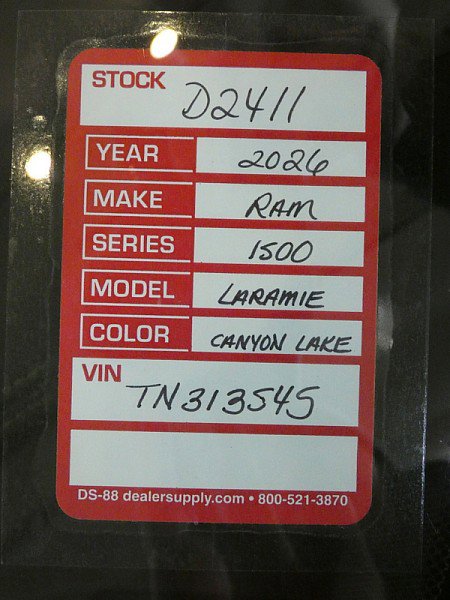 STOCK D2411
YEAR 2026
MAKE RAM
SERIES 1500
MODEL LARAMIE
COLOR CANYON LAKE
VIN
TN313545
DS-88 dealersupply.com • 800-521-3870